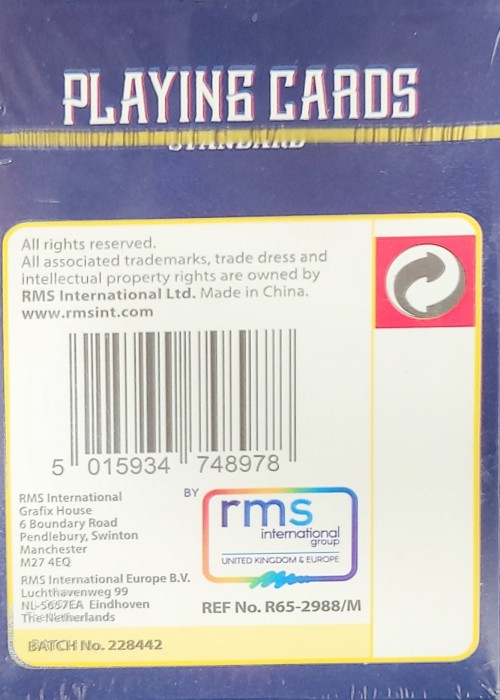 PLAYING CARDS
STANDARD
All rights reserved.
All associated trademarks, trade dress and
intellectual property rights are owned by
RMS International Ltd. Made in China.
www.rmsint.com
5 015934 748978
RMS International
Grafix House
6 Boundary Road
Pendlebury, Swinton
Manchester
M27 4EQ
BY
rms
international
group
UNITED KINGDOM & EUROPE
RMS International Europe B.V.
Luchthavenweg 99
NL-5657EA Eindhoven
The Netherlands
REF No. R65-2988/M
BATCH No. 228442